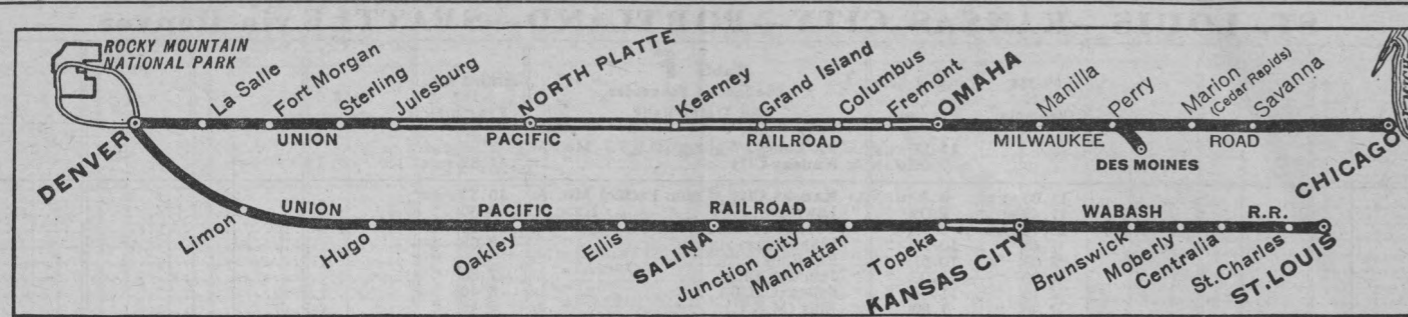 ROCKY MOUNTAIN
NATIONAL PARK
DENVER
La Salle
Fort Morgan
Sterling
Julesburg
NORTH PLATTE
Kearney
Grand Island
Columbus
Fremont
OMAHA
Manilla
Perry
Marion
(Cedar Rapids)
Savanna
CHICAGO
UNION PACIFIC RAILROAD
MILWAUKEE ROAD
DES MOINES
UNION PACIFIC RAILROAD
WABASH R.R.
Limon
Hugo
Oakley
Ellis
SALINA
Junction City
Manhattan
Topeka
KANSAS CITY
Brunswick
Moberly
Centralia
St. Charles
ST. LOUIS